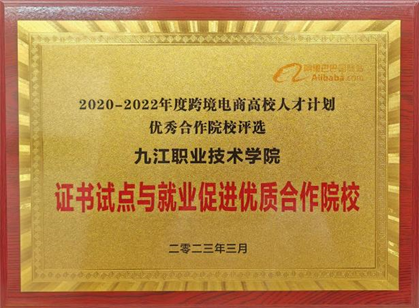 阿里巴巴国际站
Alibaba.com
2020-2022年度跨境电商高校人才计划
优秀合作院校评选
九江职业技术学院
证书试点与就业促进优质合作院校
二零二三年三月